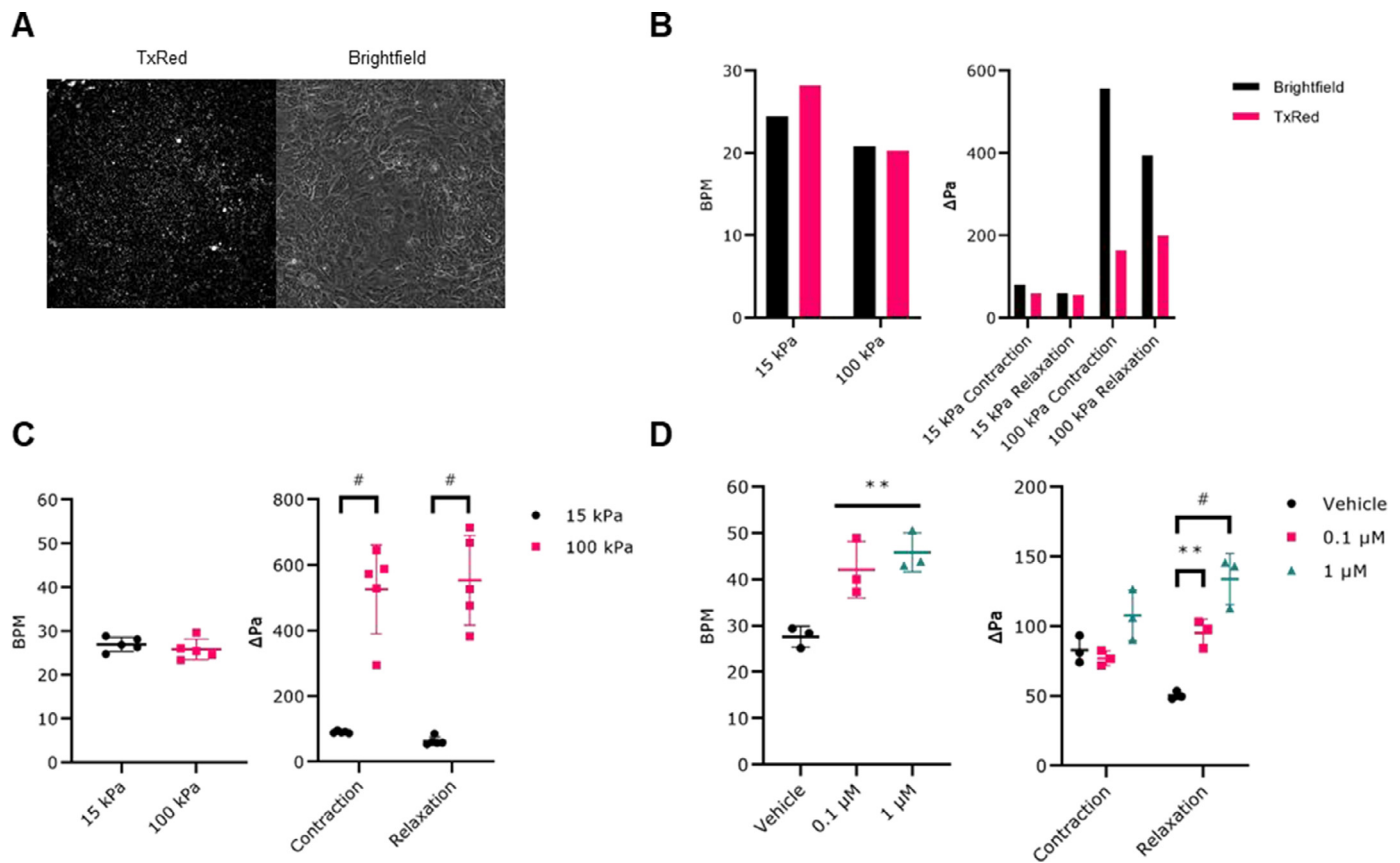 A
TxRed Brightfield
B
BPM
30
20
10
0
15 kPa
100 kPa
ΔPa
600
400
200
0
15 kPa Contraction
15 kPa Relaxation
100 kPa Contraction
100 kPa Relaxation
Brightfield
TxRed
C
BPM
60
50
40
30
20
10
0
15 kPa
100 kPa
ΔPa
800
600
400
200
0
# #
Contraction
Relaxation
15 kPa
100 kPa
D
BPM
60
50
40
30
20
10
0
**
Vehicle
0.1 µM
1 µM
ΔPa
200
150
100
50
0
#
**
Contraction
Relaxation
Vehicle
0.1 µM
1 µM